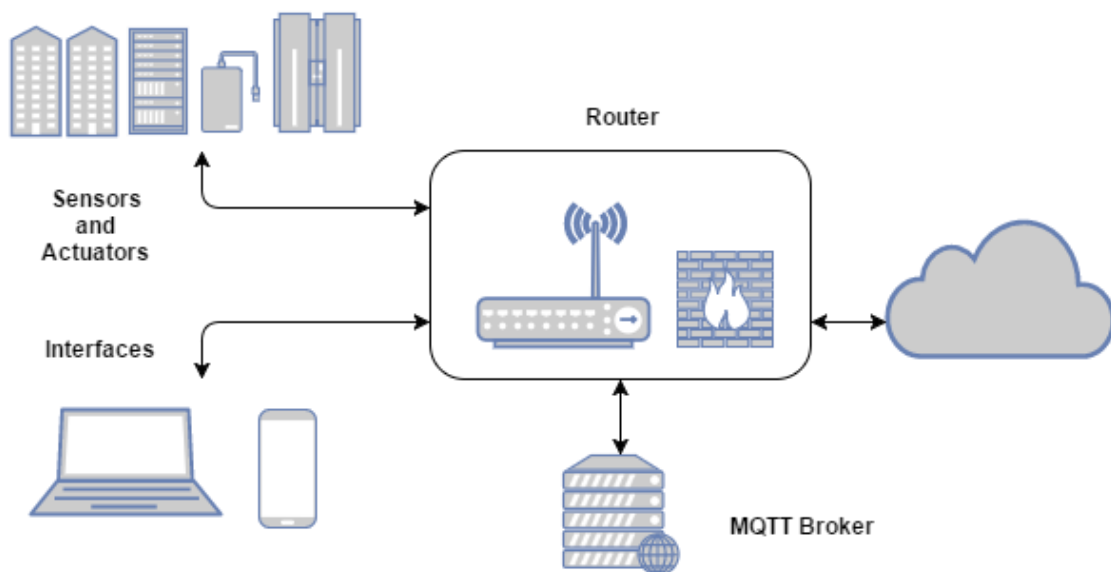 Router
Sensors
and
Actuators
Interfaces
MQTT Broker